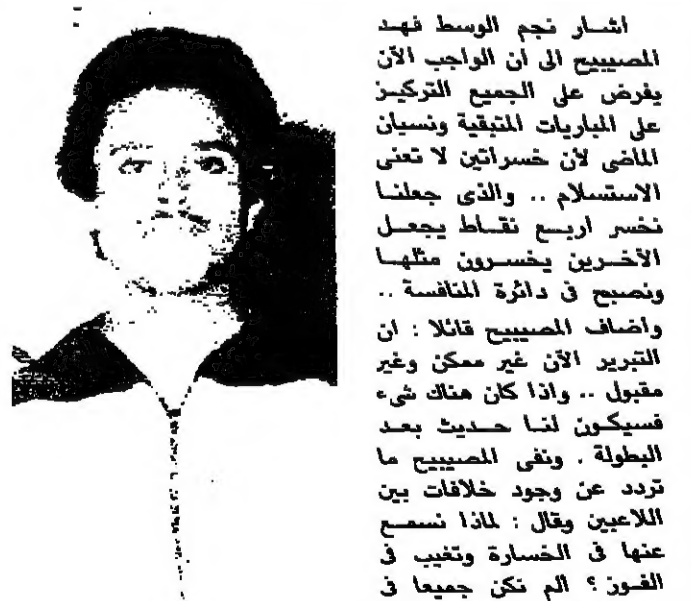 اشار نجم الوسط فهد
المصيبيح الى ان الواجب الآن
يفرض على الجميع التركيز
على المباريات المتبقية ونسيان
الماضى لأن خسراتين لا تعنى
الاستسلام .. والذى جعلنا
نخسر اربع نقاط يجعل
الآخرين يخسرون مثلها
ونصبح فى دائرة المنافسة ..
واضاف المصيبيح قائلا : ان
التبرير الآن غير ممكن وغير
مقبول .. واذا كان هناك شىء
فسيكون لنا حديث بعد
البطولة . ونفى المصيبيح ما
تردد عن وجود خلافات بين
اللاعبين وقال : لماذا نسمع
عنها فى الخسارة وتغيب فى
الفوز ؟ الم نكن جميعا فى